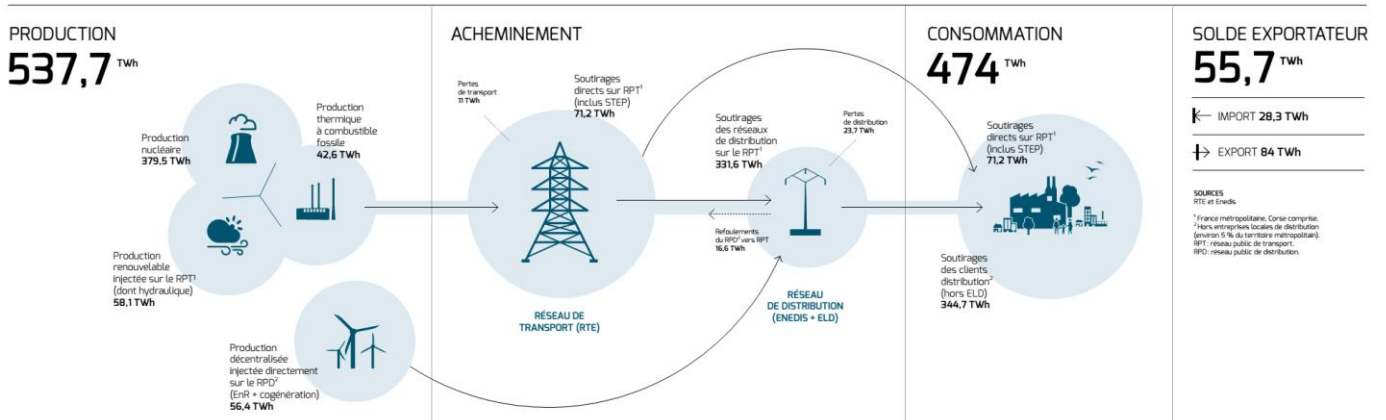 PRODUCTION
537,7 TWh
Production
nucléaire
379,5 TWh
Production
thermique
à combustible
fossile
42,6 TWh
Production
renouvelable
injectée sur le RPT¹
(dont hydraulique)
58,1 TWh
Production
décentralisée
injectée directement
sur le RPD²
(EnR + cogénération)
56,4 TWh
ACHEMINEMENT
Pertes
de transport
11 TWh
Soutirages
directs sur RPT¹
(inclus STEP)
71,2 TWh
RÉSEAU DE
TRANSPORT (RTE)
Soutirages
des réseaux
de distribution
sur le RPT¹
331,6 TWh
Refoulements
du RPD² vers RPT
16,6 TWh
Pertes
de distribution
23,7 TWh
RÉSEAU
DE DISTRIBUTION
(ENEDIS + ELD)
CONSOMMATION
474 TWh
Soutirages
directs sur RPT¹
(inclus STEP)
71,2 TWh
Soutirages
des clients
distribution²
(hors ELD)
344,7 TWh
SOLDE EXPORTATEUR
55,7 TWh
IMPORT 28,3 TWh
EXPORT 84 TWh
SOURCES
RTE et Enedis
¹ France métropolitaine, Corse comprise.
² Hors entreprises locales de distribution
(environ 5 % du territoire métropolitain).
RPT : réseau public de transport.
RPD : réseau public de distribution.